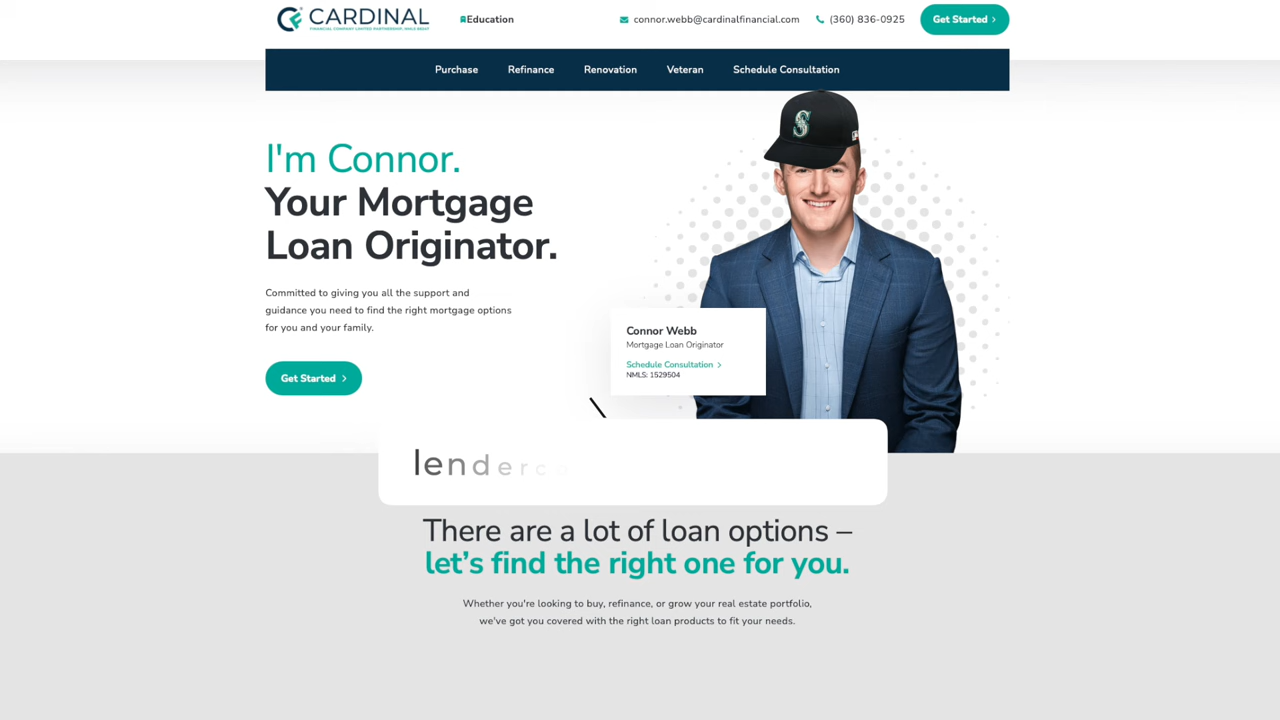 CARDINAL
FINANCIAL COMPANY, LIMITED PARTNERSHIP, NMLS 66247
Education
connor.webb@cardinalfinancial.com
(360) 836-0925
Get Started
Purchase
Refinance
Renovation
Veteran
Schedule Consultation
S
I'm Connor.
Your Mortgage
Loan Originator.
Committed to giving you all the support and
guidance you need to find the right mortgage options
for you and your family.
Connor Webb
Mortgage Loan Originator
Schedule Consultation
NMLS: 1529504
Get Started
lenderca
There are a lot of loan options –
let's find the right one for you.
Whether you're looking to buy, refinance, or grow your real estate portfolio,
we've got you covered with the right loan products to fit your needs.